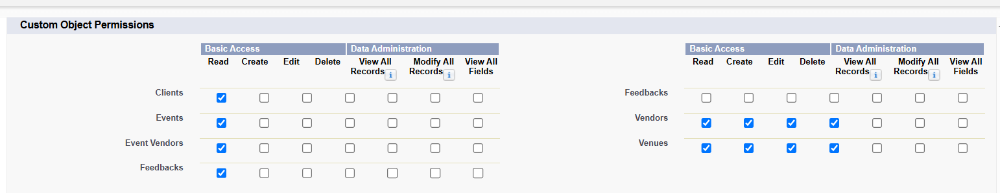 Custom Object Permissions
Basic Access Data Administration
Read Create Edit Delete View All Records i Modify All Records i View All Fields
Clients
Events
Event Vendors
Feedbacks
Basic Access Data Administration
Read Create Edit Delete View All Records i Modify All Records i View All Fields
Feedbacks
Vendors
Venues